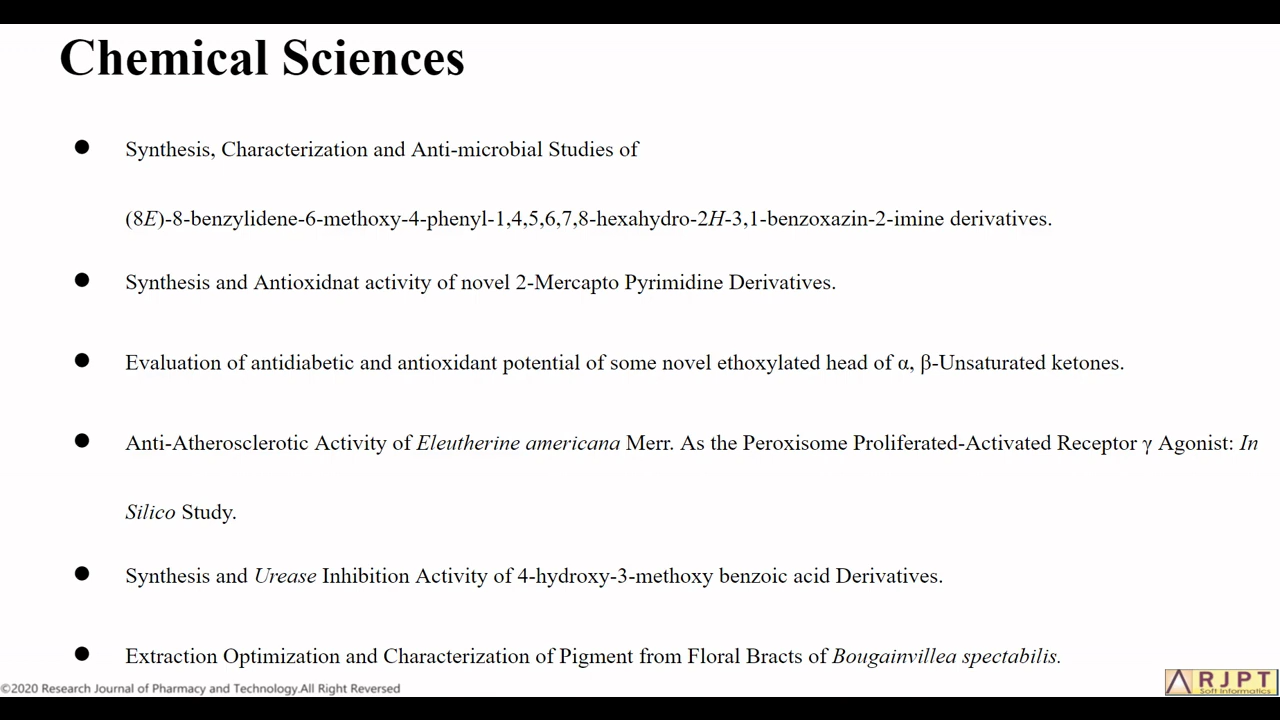 Chemical Sciences
● Synthesis, Characterization and Anti-microbial Studies of
(8E)-8-benzylidene-6-methoxy-4-phenyl-1,4,5,6,7,8-hexahydro-2H-3,1-benzoxazin-2-imine derivatives.
● Synthesis and Antioxidnat activity of novel 2-Mercapto Pyrimidine Derivatives.
● Evaluation of antidiabetic and antioxidant potential of some novel ethoxylated head of α, β-Unsaturated ketones.
● Anti-Atherosclerotic Activity of Eleutherine americana Merr. As the Peroxisome Proliferated-Activated Receptor γ Agonist: In
Silico Study.
● Synthesis and Urease Inhibition Activity of 4-hydroxy-3-methoxy benzoic acid Derivatives.
● Extraction Optimization and Characterization of Pigment from Floral Bracts of Bougainvillea spectabilis.
©2020 Research Journal of Pharmacy and Technology.All Right Reversed
RJPT
Soft Informatics